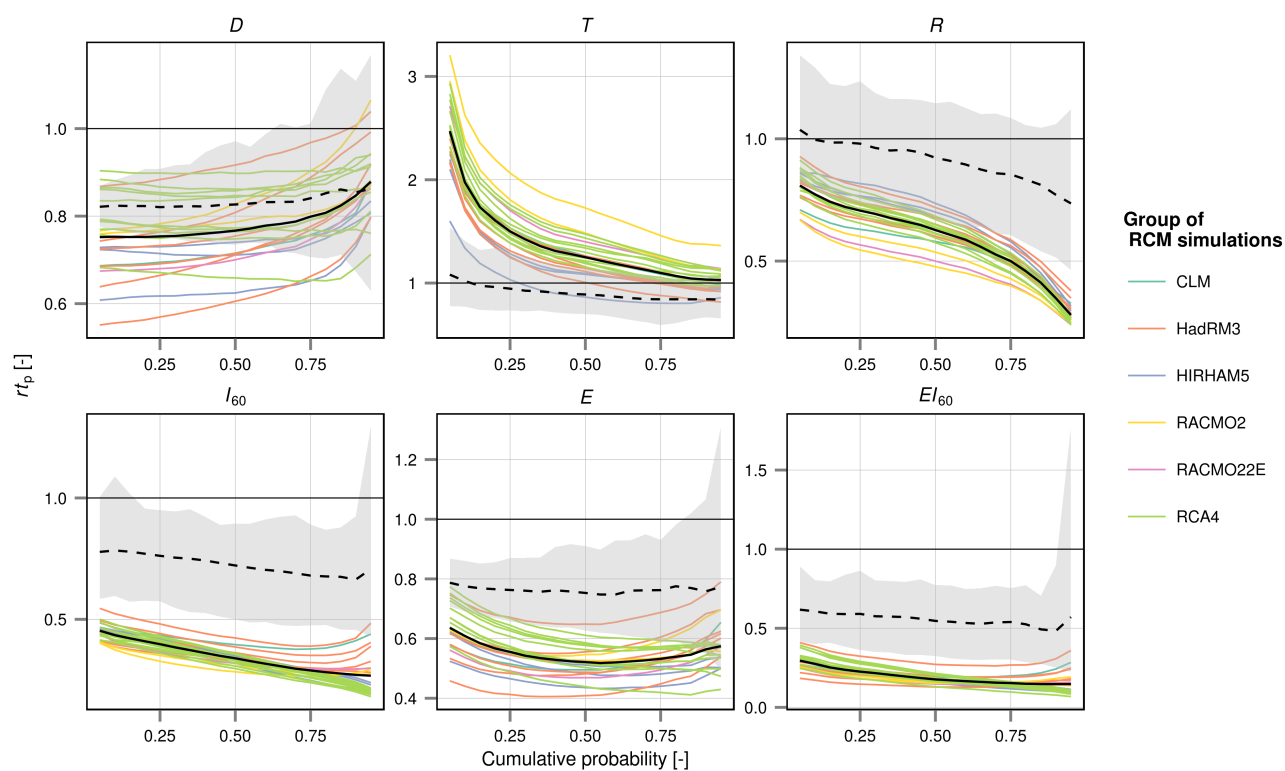 D T R
1.0
0.8
0.6
0.25 0.50 0.75
3
2
1
0.25 0.50 0.75
1.0
0.5
0.25 0.50 0.75
rtp [-]
I60 E EI60
1.0
0.5
0.25 0.50 0.75
1.2
1.0
0.8
0.6
0.4
0.25 0.50 0.75
1.5
1.0
0.5
0.0
0.25 0.50 0.75
Cumulative probability [-]
Group of
RCM simulations
CLM
HadRM3
HIRHAM5
RACMO2
RACMO22E
RCA4